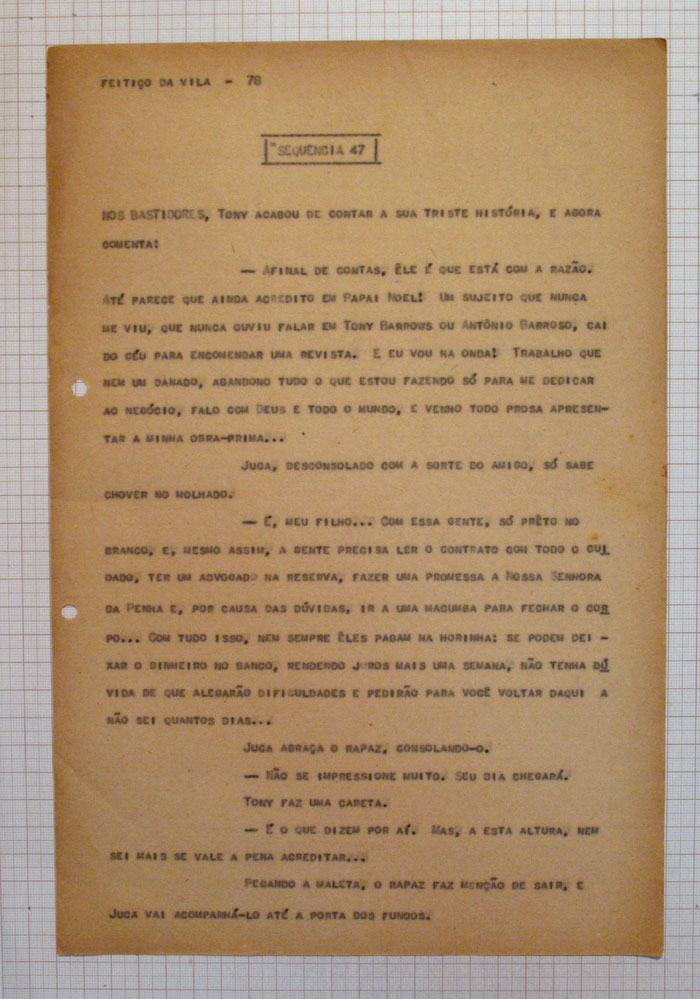 FEITIÇO DA VILA - 78
"SEQUÊNCIA 47
NOS BASTIDORES, TONY ACABOU DE CONTAR A SUA TRISTE HISTÓRIA, E AGORA
COMENTA:
— AFINAL DE CONTAS, ÊLE É QUE ESTÁ COM A RAZÃO.
ATÉ PARECE QUE AINDA ACREDITO EM PAPAI NOEL! UM SUJEITO QUE NUNCA
ME VIU, QUE NUNCA OUVIU FALAR EM TONY BARROWS OU ANTÔNIO BARROSO, CAI
DO CÉU PARA ENCOMENDAR UMA REVISTA. E EU VOU NA ONDA! TRABALHO QUE
NEM UM DANADO, ABANDONO TUDO O QUE ESTOU FAZENDO SÓ PARA ME DEDICAR
AO NEGÓCIO, FALO COM DEUS E TODO O MUNDO, E VENHO TODO PROSA APRESEN-
TAR A MINHA OBRA-PRIMA...
JUCA, DESCONSOLADO COM A SORTE DO AMIGO, SÓ SABE
CHOVER NO MOLHADO.
— É, MEU FILHO... COM ESSA GENTE, SÓ PRÊTO NO
BRANCO, E, MESMO ASSIM, A GENTE PRECISA LER O CONTRATO COM TODO O CUI
DADO, TER UM ADVOGADO NA RESERVA, FAZER UMA PROMESSA A NOSSA SENHORA
DA PENHA E, POR CAUSA DAS DÚVIDAS, IR A UMA MACUMBA PARA FECHAR O COR
PO... COM TUDO ISSO, NEM SEMPRE ÊLES PAGAM NA HORINHA: SE PODEM DEI -
XAR O DINHEIRO NO BANCO, RENDENDO JUROS MAIS UMA SEMANA, NÃO TENHA DÚ
VIDA DE QUE ALEGARÃO DIFICULDADES E PEDIRÃO PARA VOCÊ VOLTAR DAQUI A
NÃO SEI QUANTOS DIAS...
JUCA ABRAÇA O RAPAZ, CONSOLANDO-O.
— NÃO SE IMPRESSIONE MUITO. SEU DIA CHEGARÁ.
TONY FAZ UMA CARETA.
— É O QUE DIZEM POR AÍ. MAS, A ESTA ALTURA, NEM
SEI MAIS SE VALE A PENA ACREDITAR...
PEGANDO A MALETA, O RAPAZ FAZ MENÇÃO DE SAIR, E
JUCA VAI ACOMPANHÁ-LO ATÉ A PORTA DOS FUNDOS.